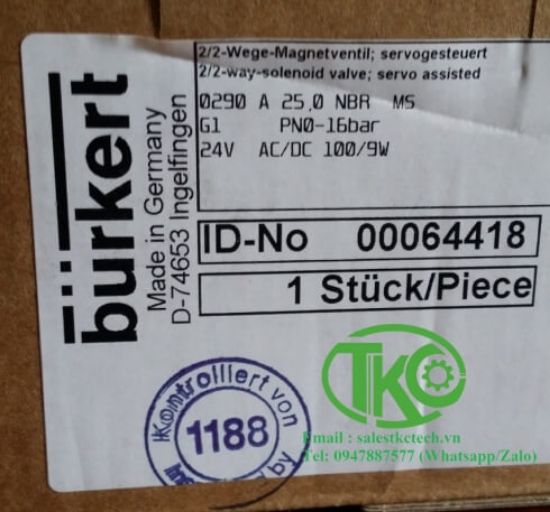 bürkert
Made in Germany
D-74653 Ingelfingen
2/2-Wege-Magnetventil; servogesteuert
2/2-way-solenoid valve; servo assisted
0290 A 25,0 NBR MS
G1 PN0-16bar
24V AC/DC 100/9W
ID-No 00064418
1 Stück/Piece
Kontrolliert von
1188
by
TKC
Email : salestkctech.vn
Tel: 0947887577 (Whatsapp/Zalo)